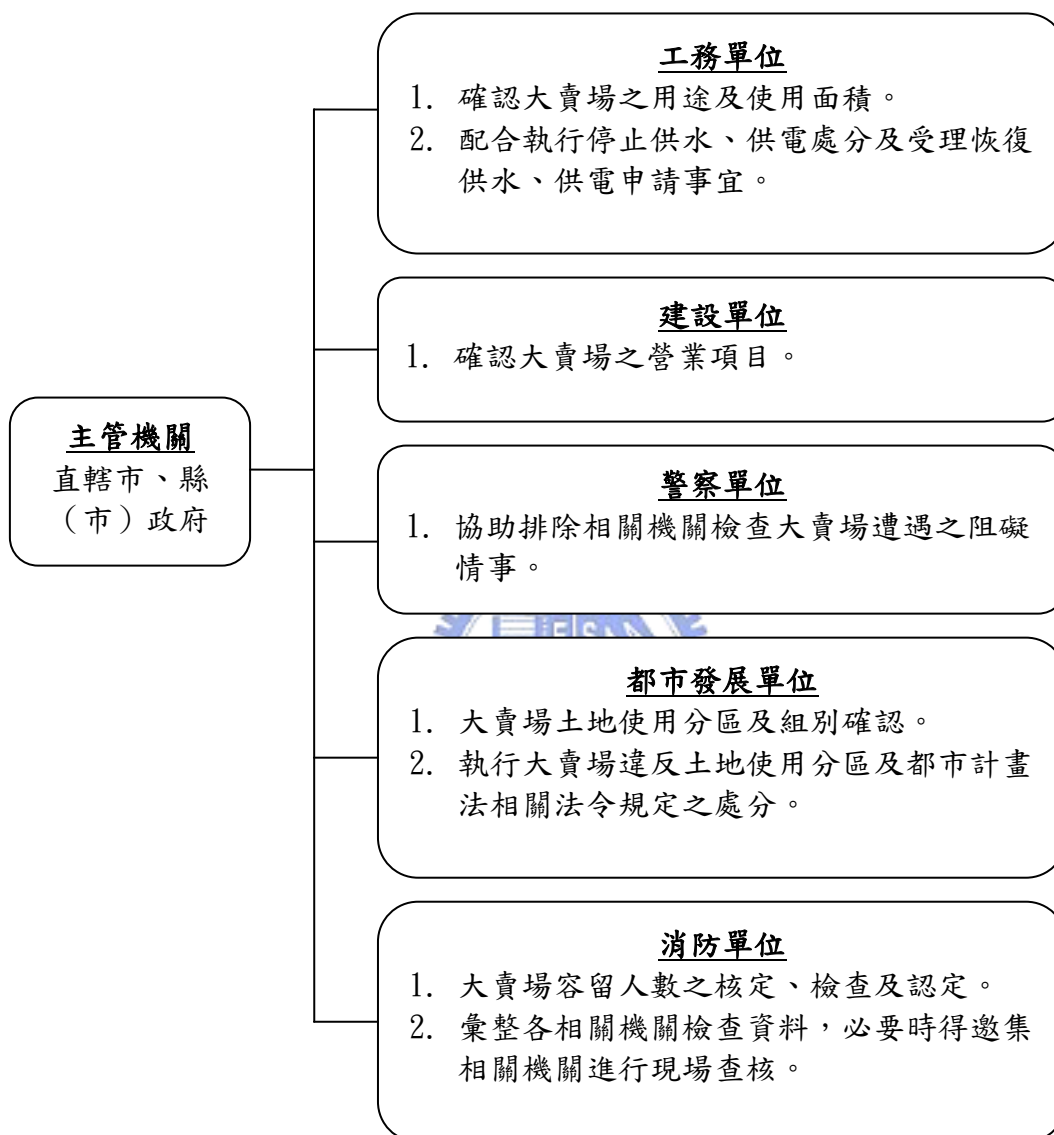 工務單位
1. 確認大賣場之用途及使用面積。
2. 配合執行停止供水、供電處分及受理恢復
供水、供電申請事宜。
建設單位
1. 確認大賣場之營業項目。
主管機關
直轄市、縣
（市）政府
警察單位
1. 協助排除相關機關檢查大賣場遭遇之阻礙
情事。
都市發展單位
1. 大賣場土地使用分區及組別確認。
2. 執行大賣場違反土地使用分區及都市計畫
法相關法令規定之處分。
消防單位
1. 大賣場容留人數之核定、檢查及認定。
2. 彙整各相關機關檢查資料，必要時得邀集
相關機關進行現場查核。